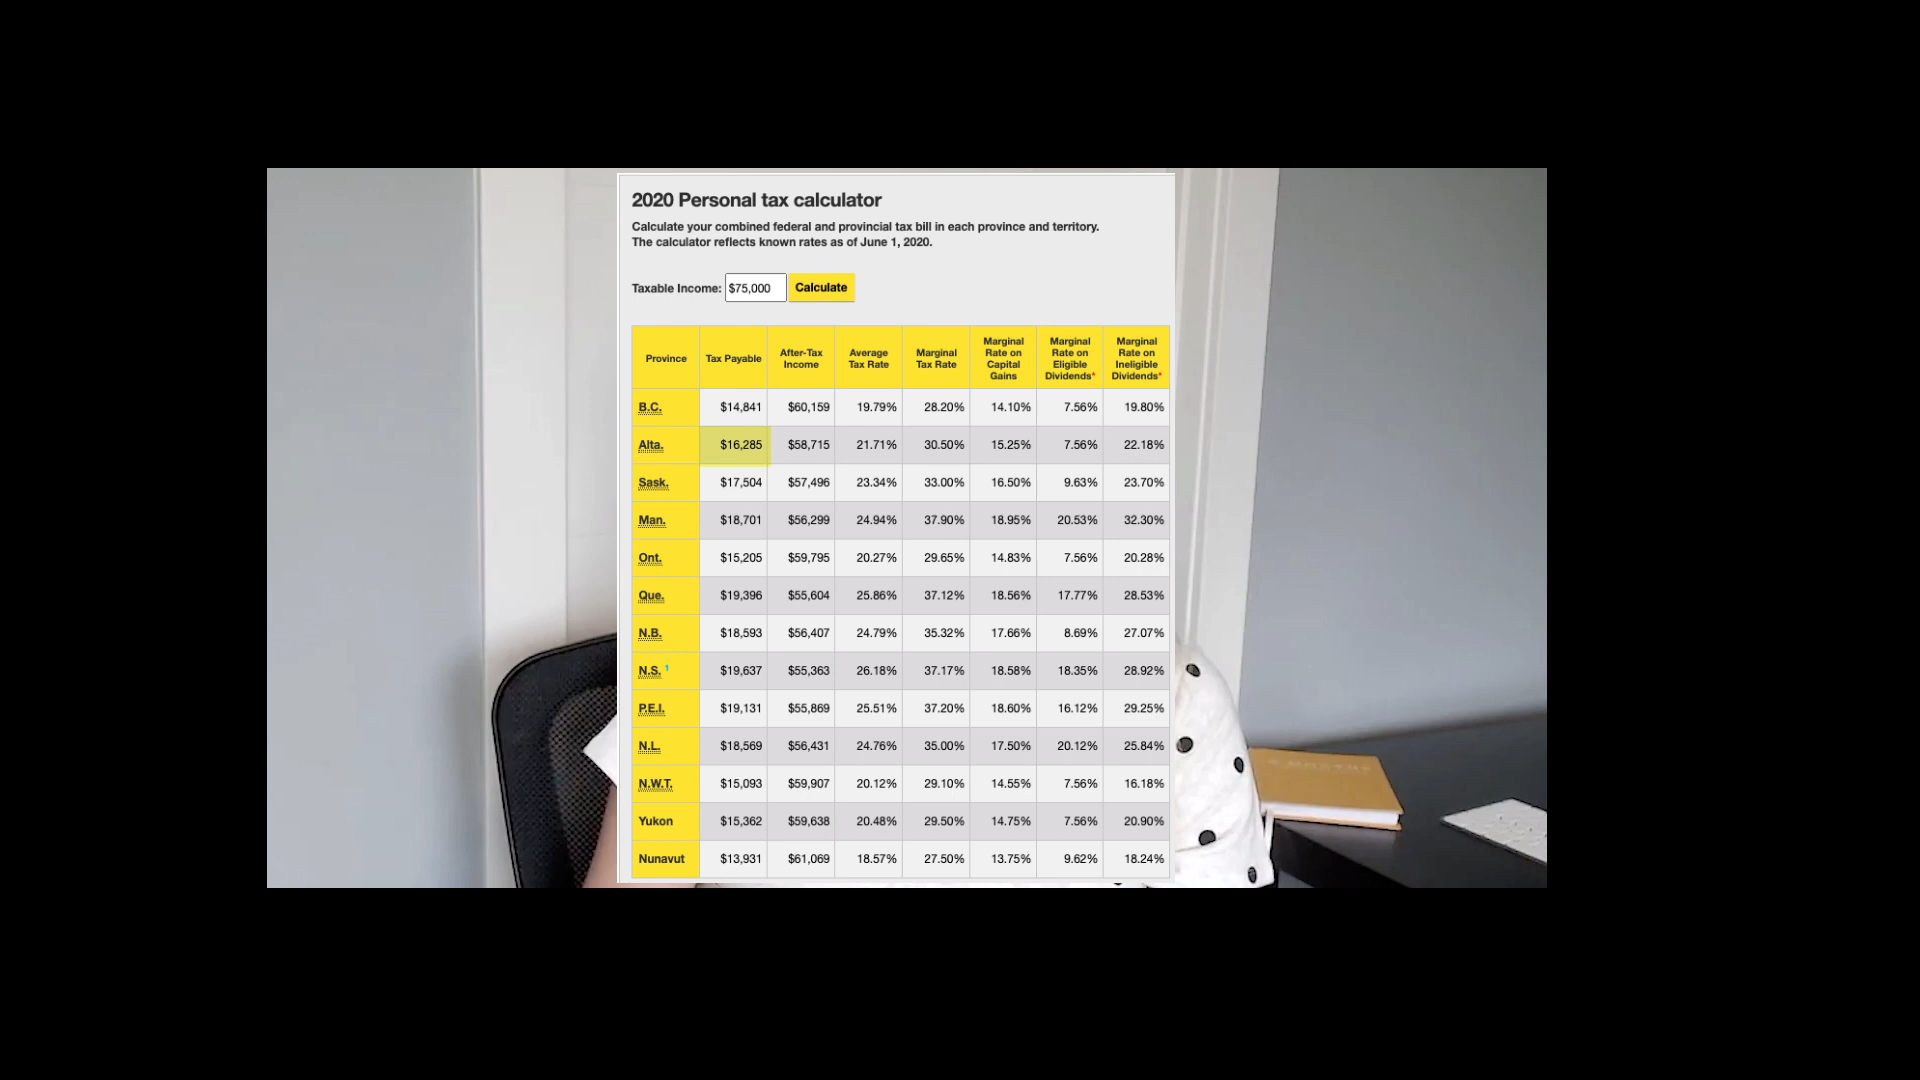 2020 Personal tax calculator
Calculate your combined federal and provincial tax bill in each province and territory.
The calculator reflects known rates as of June 1, 2020.
Taxable Income: $75,000 Calculate
Province Tax Payable After-Tax Income Average Tax Rate Marginal Tax Rate Marginal Rate on Capital Gains Marginal Rate on Eligible Dividends* Marginal Rate on Ineligible Dividends*
B.C. $14,841 $60,159 19.79% 28.20% 14.10% 7.56% 19.80%
Alta. $16,285 $58,715 21.71% 30.50% 15.25% 7.56% 22.18%
Sask. $17,504 $57,496 23.34% 33.00% 16.50% 9.63% 23.70%
Man. $18,701 $56,299 24.94% 37.90% 18.95% 20.53% 32.30%
Ont. $15,205 $59,795 20.27% 29.65% 14.83% 7.56% 20.28%
Que. $19,396 $55,604 25.86% 37.12% 18.56% 17.77% 28.53%
N.B. $18,593 $56,407 24.79% 35.32% 17.66% 8.69% 27.07%
N.S. 1 $19,637 $55,363 26.18% 37.17% 18.58% 18.35% 28.92%
P.E.I. $19,131 $55,869 25.51% 37.20% 18.60% 16.12% 29.25%
N.L. $18,569 $56,431 24.76% 35.00% 17.50% 20.12% 25.84%
N.W.T. $15,093 $59,907 20.12% 29.10% 14.55% 7.56% 16.18%
Yukon $15,362 $59,638 20.48% 29.50% 14.75% 7.56% 20.90%
Nunavut $13,931 $61,069 18.57% 27.50% 13.75% 9.62% 18.24%